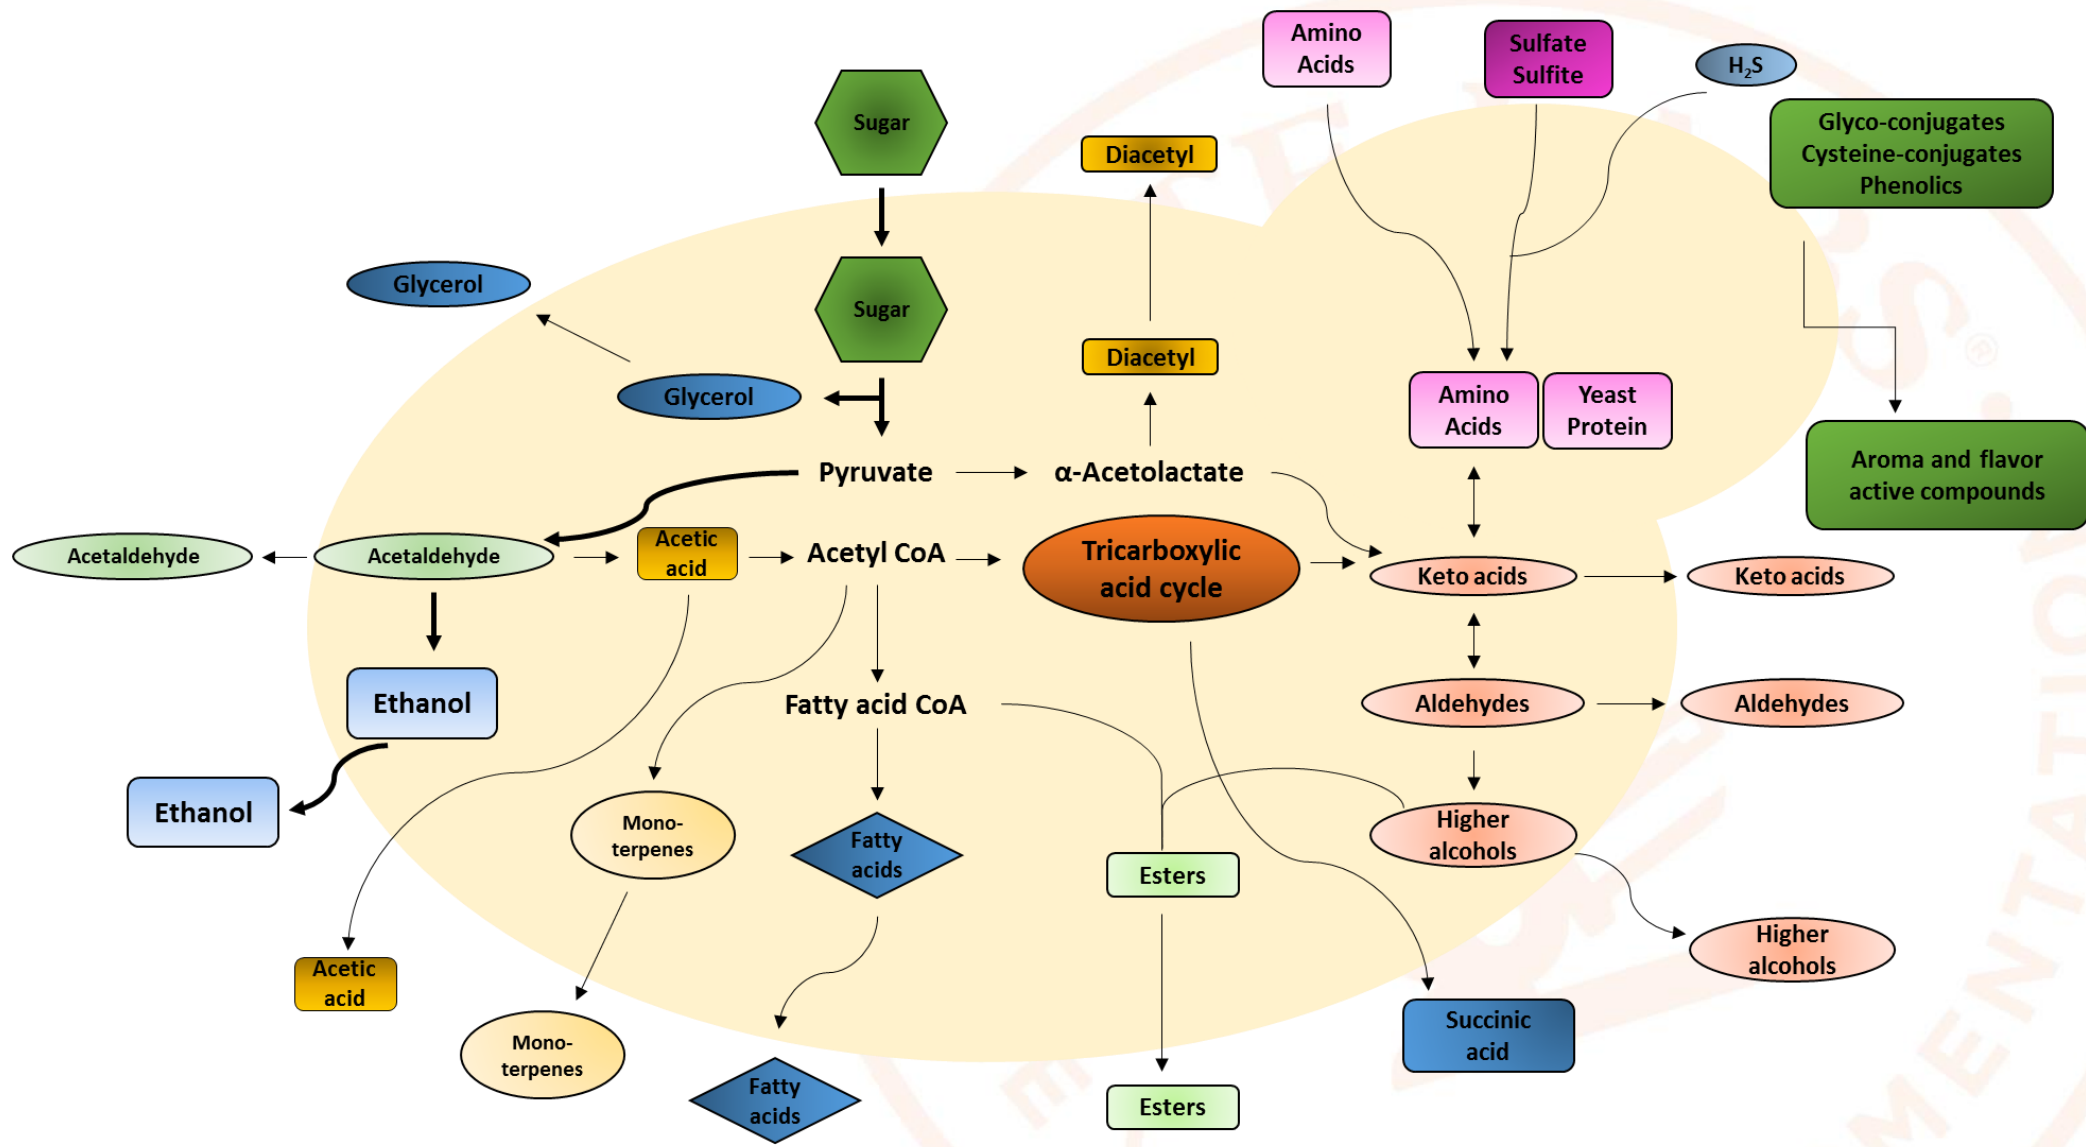 Amino
Acids
Sulfate
Sulfite
H₂S
Sugar
Glyco-conjugates
Cysteine-conjugates
Phenolics
Diacetyl
Glycerol
Sugar
Diacetyl
Glycerol
Amino
Acids
Yeast
Protein
Pyruvate
α-Acetolactate
Aroma and flavor
active compounds
Acetaldehyde
Acetaldehyde
Acetic
acid
Acetyl CoA
Tricarboxylic
acid cycle
Keto acids
Keto acids
Ethanol
Fatty acid CoA
Aldehydes
Aldehydes
Ethanol
Mono-
terpenes
Fatty
acids
Esters
Higher
alcohols
Higher
alcohols
Acetic
acid
Mono-
terpenes
Fatty
acids
Esters
Succinic
acid
®